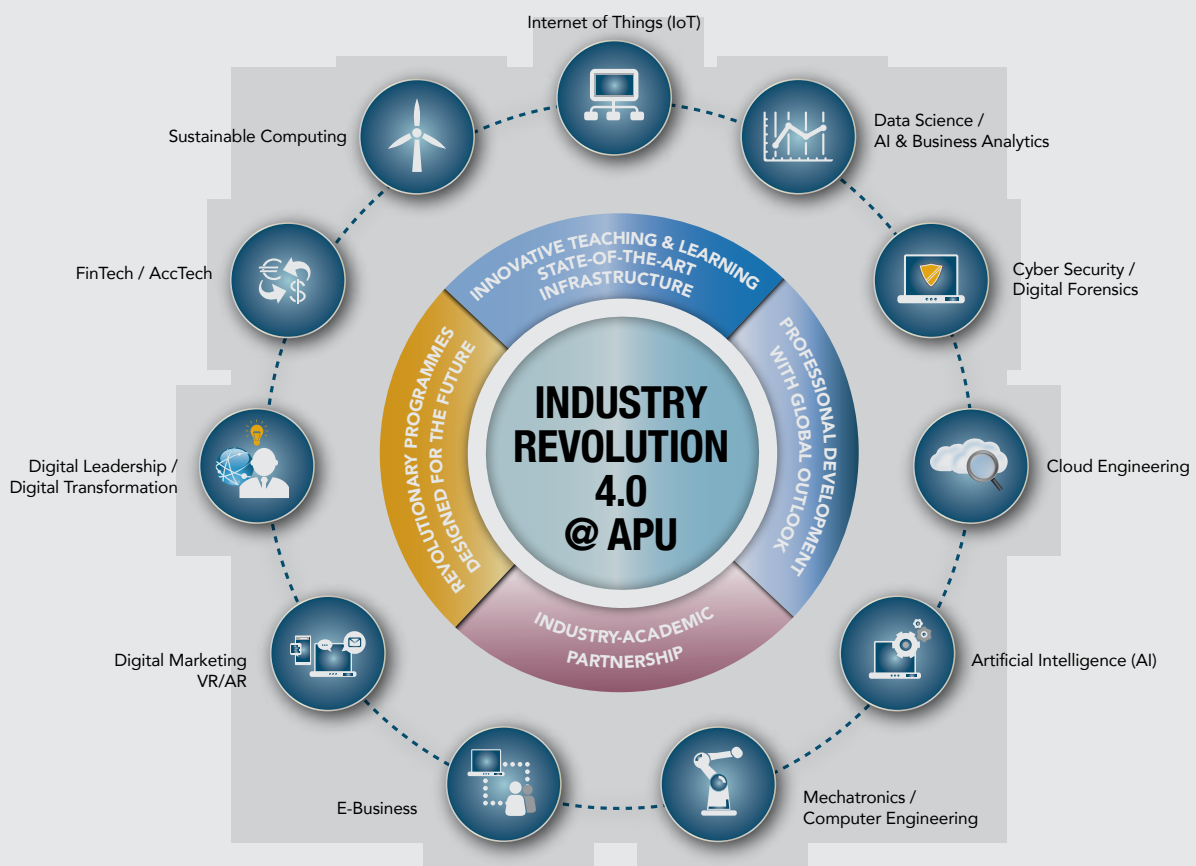 Internet of Things (IoT)
Data Science /
AI & Business Analytics
Cyber Security /
Digital Forensics
Cloud Engineering
Artificial Intelligence (AI)
Mechatronics /
Computer Engineering
E-Business
Digital Marketing
VR/AR
Digital Leadership /
Digital Transformation
FinTech / AccTech
Sustainable Computing
INNOVATIVE TEACHING & LEARNING
STATE-OF-THE-ART
INFRASTRUCTURE
PROFESSIONAL DEVELOPMENT
WITH GLOBAL OUTLOOK
INDUSTRY-ACADEMIC
PARTNERSHIP
REVOLUTIONARY PROGRAMMES
DESIGNED FOR THE FUTURE
INDUSTRY
REVOLUTION
4.0
@ APU